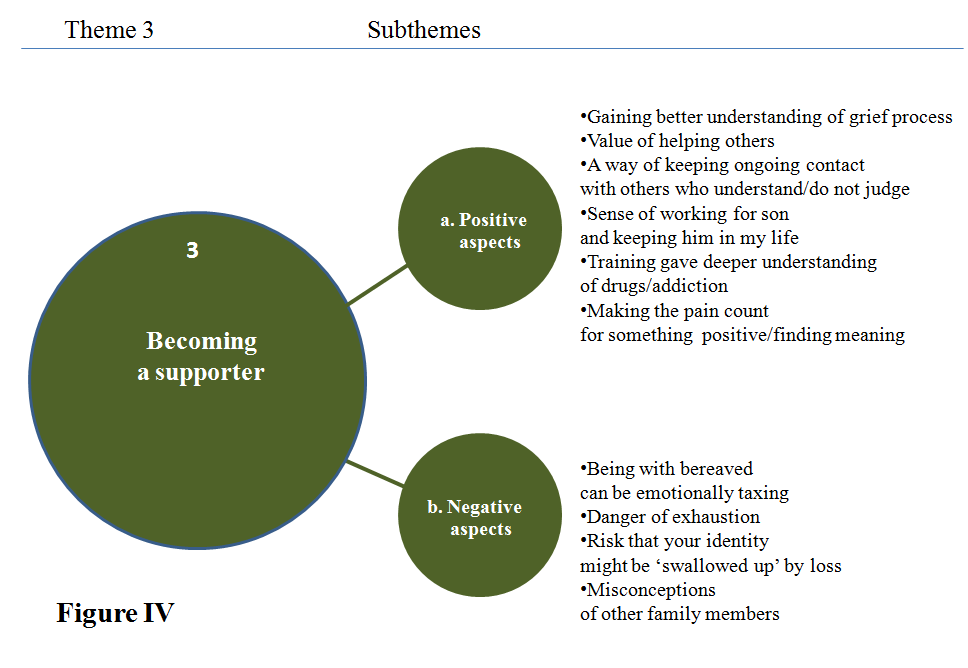 Theme 3 Subthemes
3
Becoming
a supporter
a. Positive
aspects
•Gaining better understanding of grief process
•Value of helping others
•A way of keeping ongoing contact
with others who understand/do not judge
•Sense of working for son
and keeping him in my life
•Training gave deeper understanding
of drugs/addiction
•Making the pain count
for something positive/finding meaning
b. Negative
aspects
•Being with bereaved
can be emotionally taxing
•Danger of exhaustion
•Risk that your identity
might be ‘swallowed up’ by loss
•Misconceptions
of other family members
Figure IV